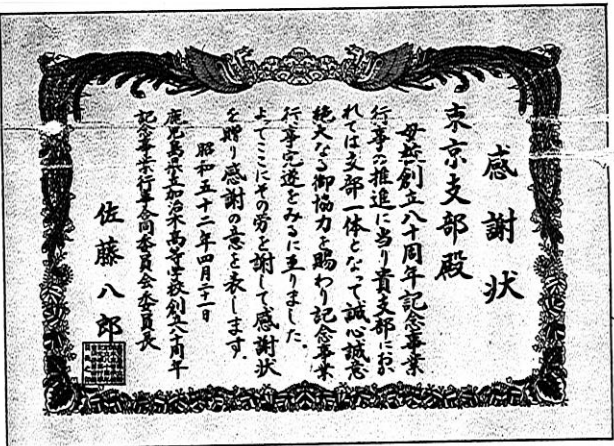 感謝状
東京支部殿
母校創立八十周年記念事業
行事の推進に当り貴支部にお
れては支部一体となって誠心誠意
絶大なる御協力を賜わり記念事業
行事完遂をみるに至りました。
よってここにその労を謝して感謝状
を贈り感謝の意を表します.
昭和五十二年四月二十一日
鹿児島県立加治木高等学校創立八十周年
記念事業行事合同委員会委員長
佐藤八郎